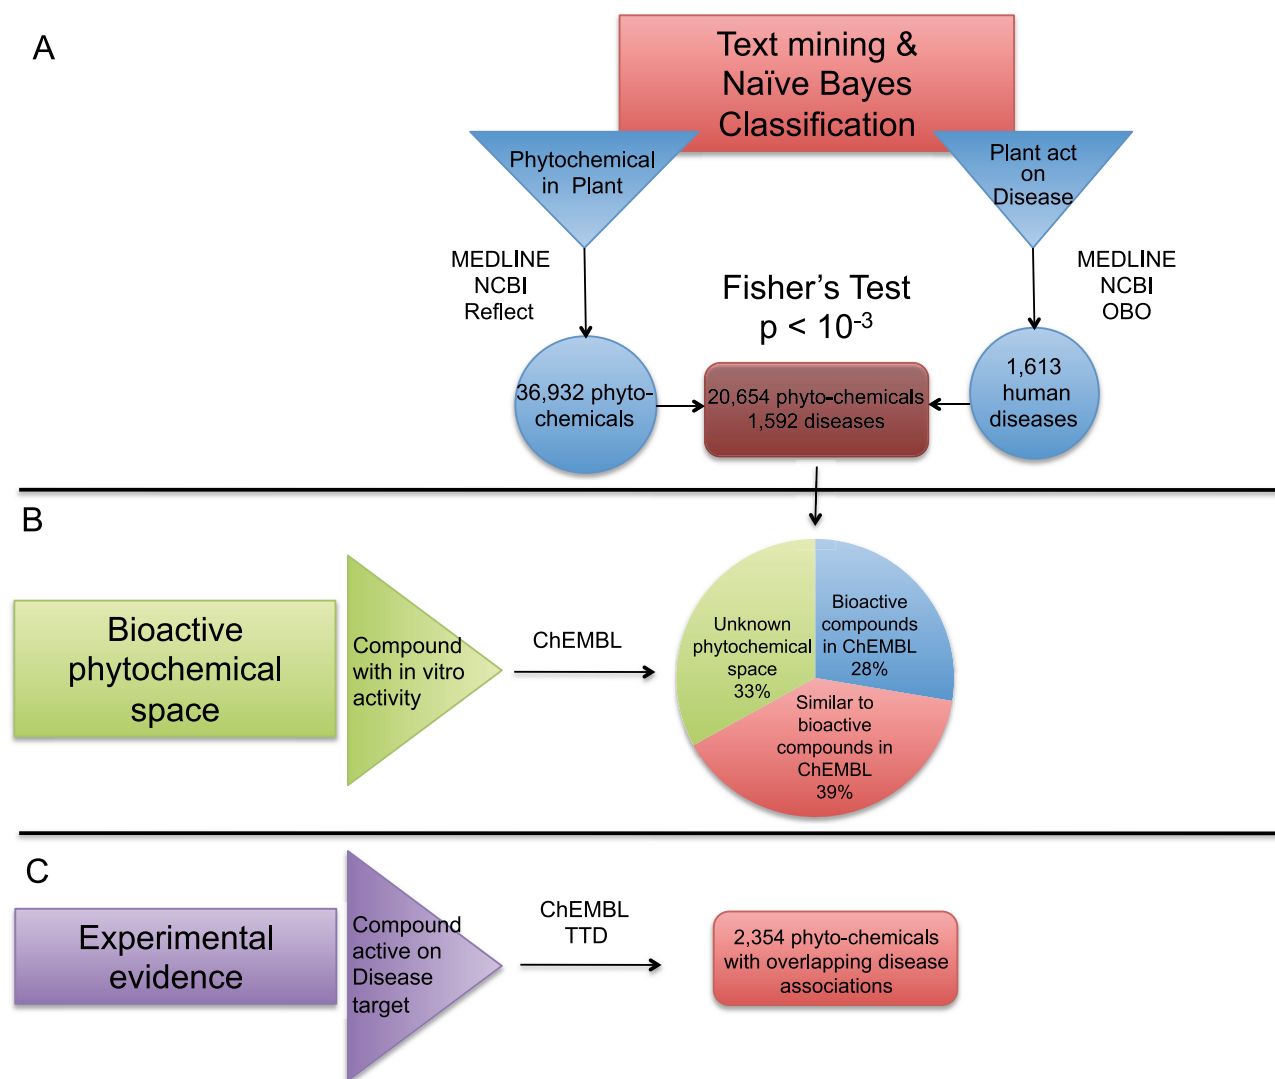 A
Text mining &
Naïve Bayes
Classification
Phytochemical
in Plant
Plant act
on
Disease
MEDLINE
NCBI
Reflect
Fisher's Test
p < 10⁻³
MEDLINE
NCBI
OBO
36,932 phyto-
chemicals
20,654 phyto-chemicals
1,592 diseases
1,613
human
diseases
B
Bioactive
phytochemical
space
Compound
with in vitro
activity
ChEMBL
Unknown
phytochemical
space
33%
Bioactive
compounds
in ChEMBL
28%
Similar to
bioactive
compounds in
ChEMBL
39%
C
Experimental
evidence
Compound
active on
Disease
target
ChEMBL
TTD
2,354 phyto-chemicals
with overlapping disease
associations